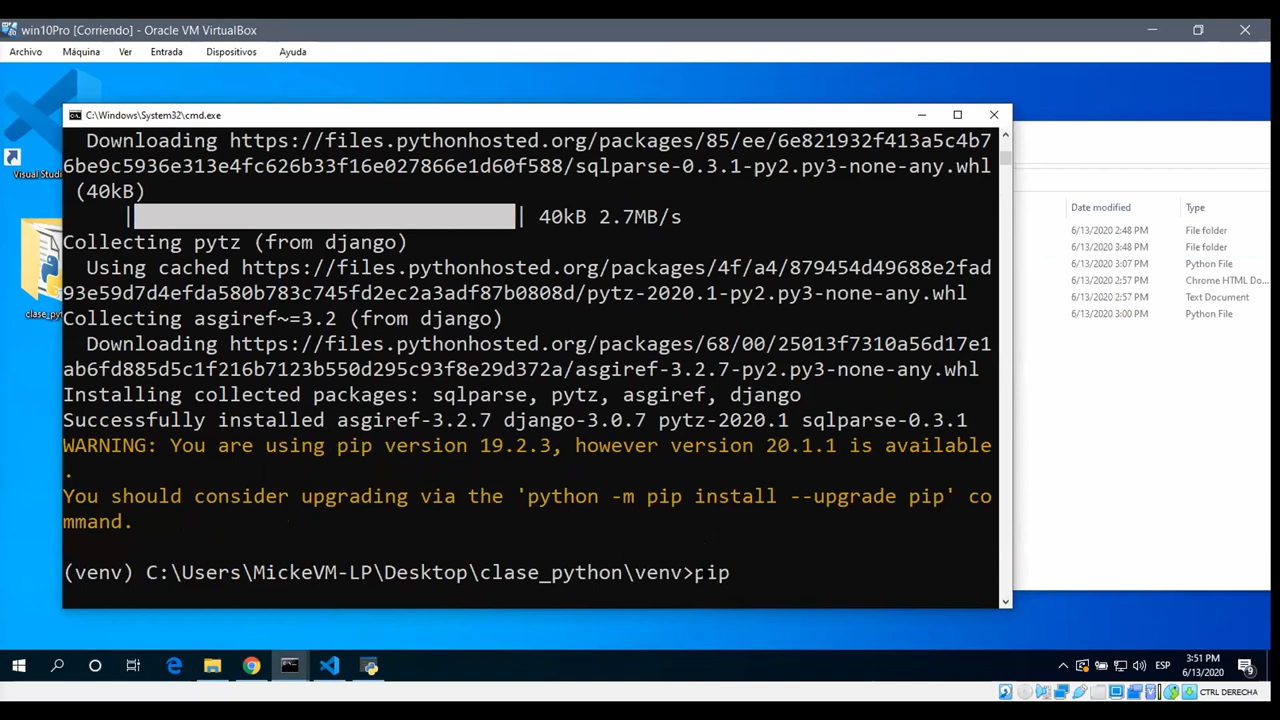 win10Pro [Corriendo] - Oracle VM VirtualBox
Archivo Máquina Ver Entrada Dispositivos Ayuda
C:\Windows\System32\cmd.exe
Downloading https://files.pythonhosted.org/packages/85/ee/6e821932f413a5c4b7
6be9c5936e313e4fc626b33f16e027866e1d60f588/sqlparse-0.3.1-py2.py3-none-any.whl
(40kB)
| | 40kB 2.7MB/s
Collecting pytz (from django)
Using cached https://files.pythonhosted.org/packages/4f/a4/879454d49688e2fad
93e59d7d4efda580b783c745fd2ec2a3adf87b0808d/pytz-2020.1-py2.py3-none-any.whl
Collecting asgiref~=3.2 (from django)
Downloading https://files.pythonhosted.org/packages/68/00/25013f7310a56d17e1
ab6fd885d5c1f216b7123b550d295c93f8e29d372a/asgiref-3.2.7-py2.py3-none-any.whl
Installing collected packages: sqlparse, pytz, asgiref, django
Successfully installed asgiref-3.2.7 django-3.0.7 pytz-2020.1 sqlparse-0.3.1
WARNING: You are using pip version 19.2.3, however version 20.1.1 is available
.
You should consider upgrading via the 'python -m pip install --upgrade pip' co
mmand.
(venv) C:\Users\MickeVM-LP\Desktop\clase_python\venv>pip
Visual Studi
clase_pyt
Date modified Type
6/13/2020 2:48 PM File folder
6/13/2020 3:48 PM File folder
6/13/2020 3:07 PM Python File
6/13/2020 2:57 PM Chrome HTML Do...
6/13/2020 2:57 PM Text Document
6/13/2020 3:00 PM Python File
ESP
3:51 PM
6/13/2020
9
CTRL DERECHA